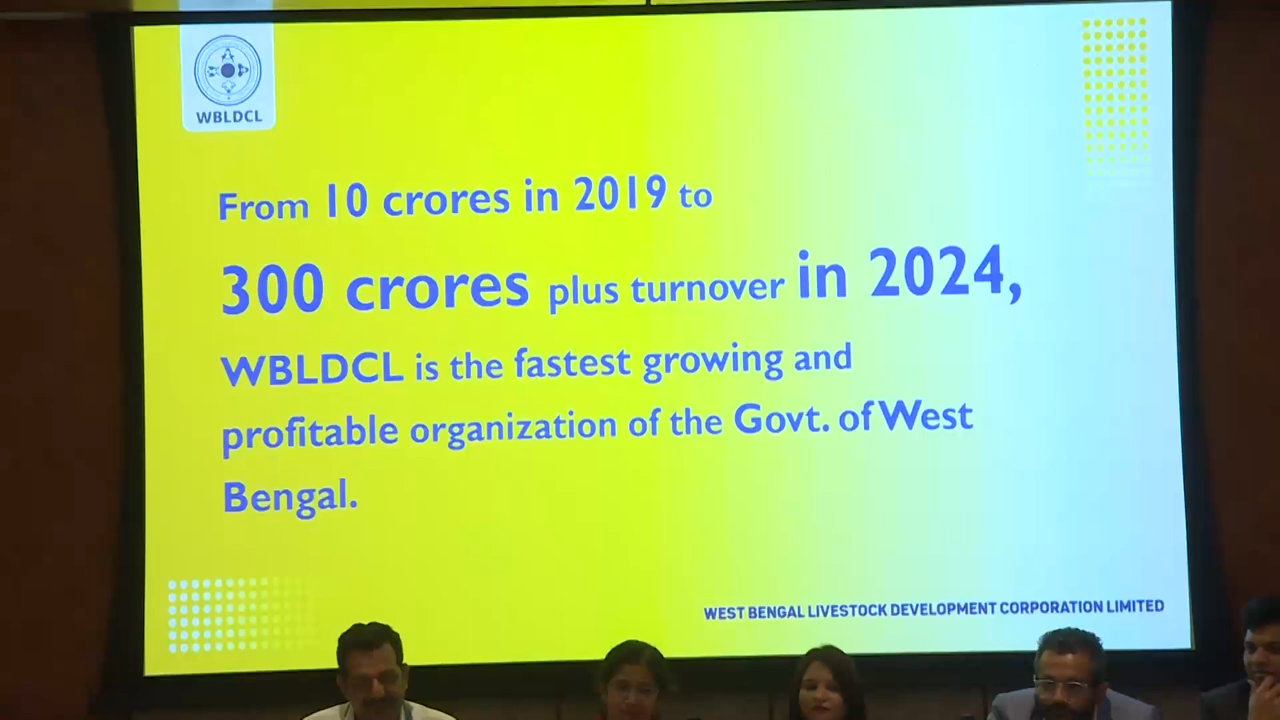 WBLDCL
From 10 crores in 2019 to
300 crores plus turnover in 2024,
WBLDCL is the fastest growing and
profitable organization of the Govt. of West
Bengal.
WEST BENGAL LIVESTOCK DEVELOPMENT CORPORATION LIMITED